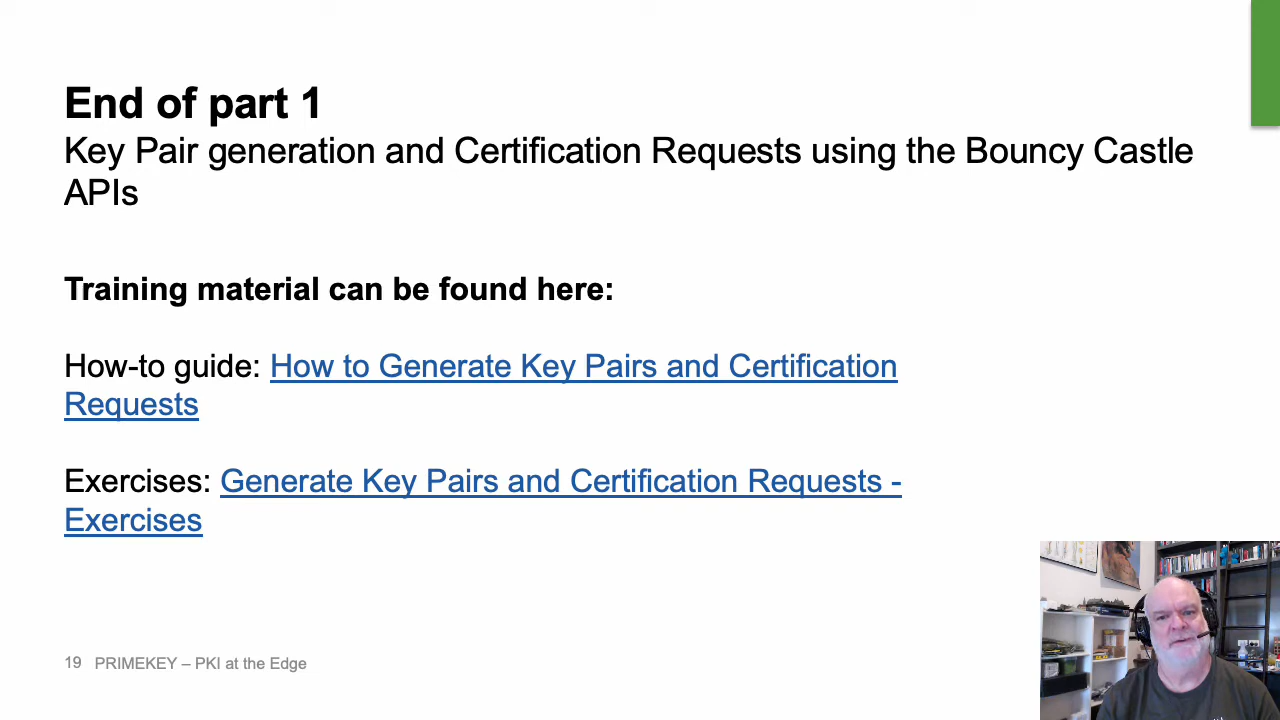 End of part 1
Key Pair generation and Certification Requests using the Bouncy Castle
APIs
Training material can be found here:
How-to guide: How to Generate Key Pairs and Certification
Requests
Exercises: Generate Key Pairs and Certification Requests -
Exercises
19 PRIMEKEY – PKI at the Edge